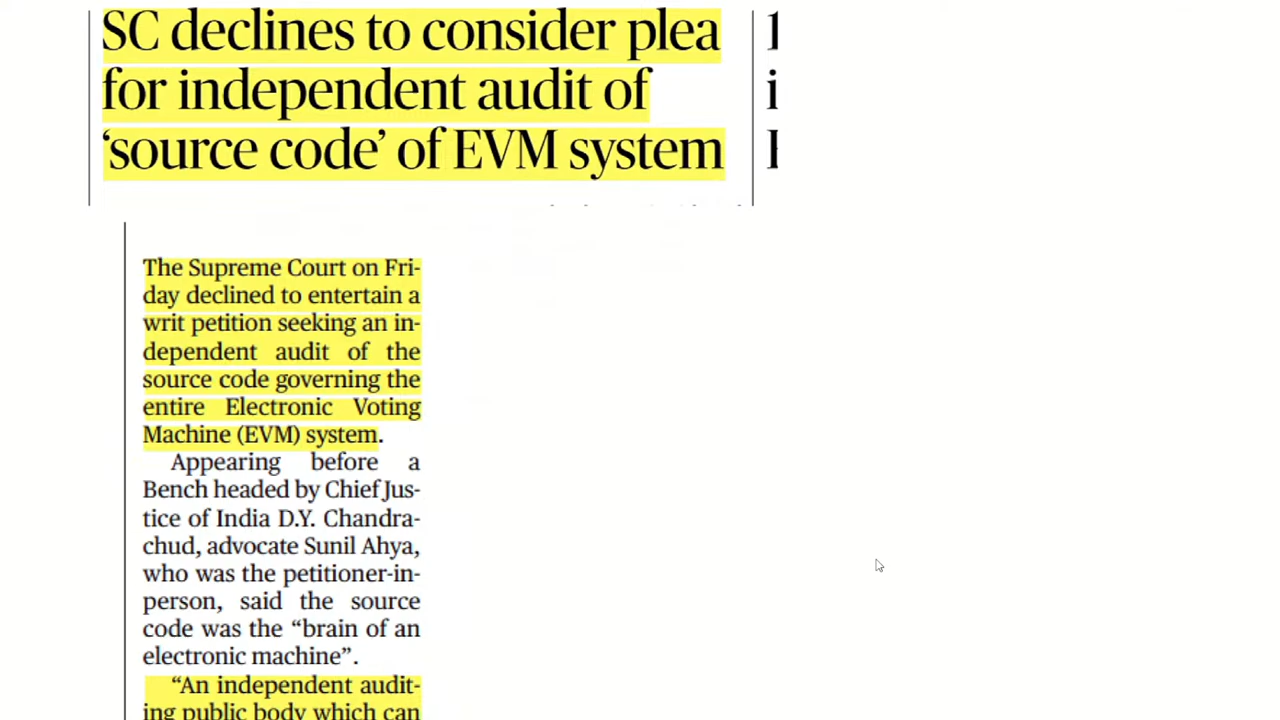 SC declines to consider plea
for independent audit of
‘source code’ of EVM system
The Supreme Court on Fri-
day declined to entertain a
writ petition seeking an in-
dependent audit of the
source code governing the
entire Electronic Voting
Machine (EVM) system.
Appearing before a
Bench headed by Chief Jus-
tice of India D.Y. Chandra-
chud, advocate Sunil Ahya,
who was the petitioner-in-
person, said the source
code was the “brain of an
electronic machine”.
“An independent audit-
ing public body which can